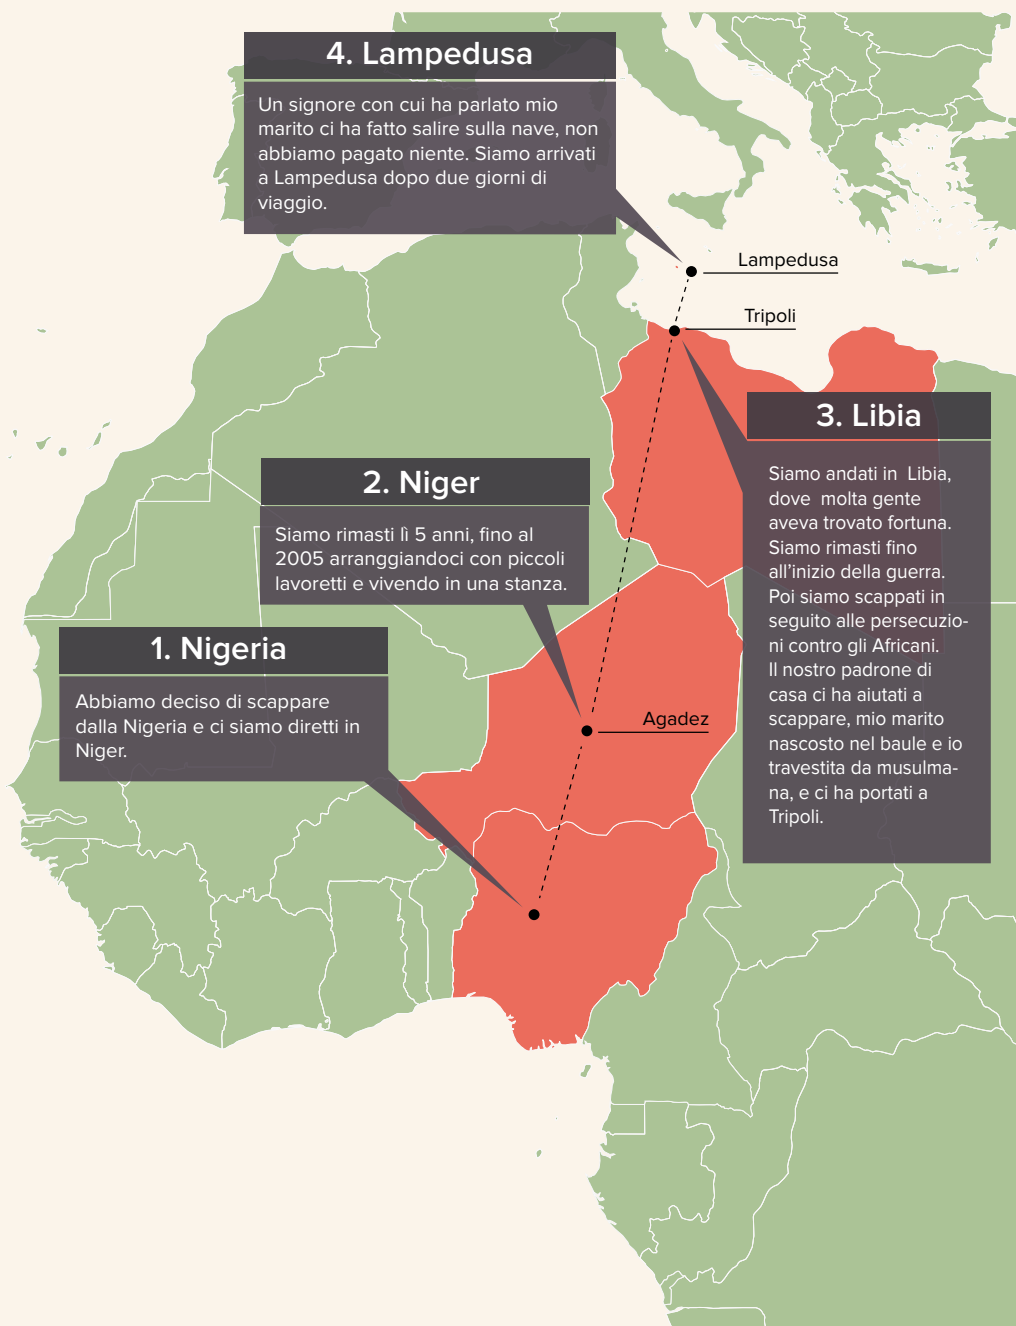 4. Lampedusa
Un signore con cui ha parlato mio
marito ci ha fatto salire sulla nave, non
abbiamo pagato niente. Siamo arrivati
a Lampedusa dopo due giorni di
viaggio.
Lampedusa
Tripoli
3. Libia
Siamo andati in Libia,
dove molta gente
aveva trovato fortuna.
Siamo rimasti fino
all'inizio della guerra.
Poi siamo scappati in
seguito alle persecuzio-
ni contro gli Africani.
Il nostro padrone di
casa ci ha aiutati a
scappare, mio marito
nascosto nel baule e io
travestita da musulma-
na, e ci ha portati a
Tripoli.
2. Niger
Siamo rimasti lì 5 anni, fino al
2005 arranggiandoci con piccoli
lavoretti e vivendo in una stanza.
1. Nigeria
Abbiamo deciso di scappare
dalla Nigeria e ci siamo diretti in
Niger.
Agadez